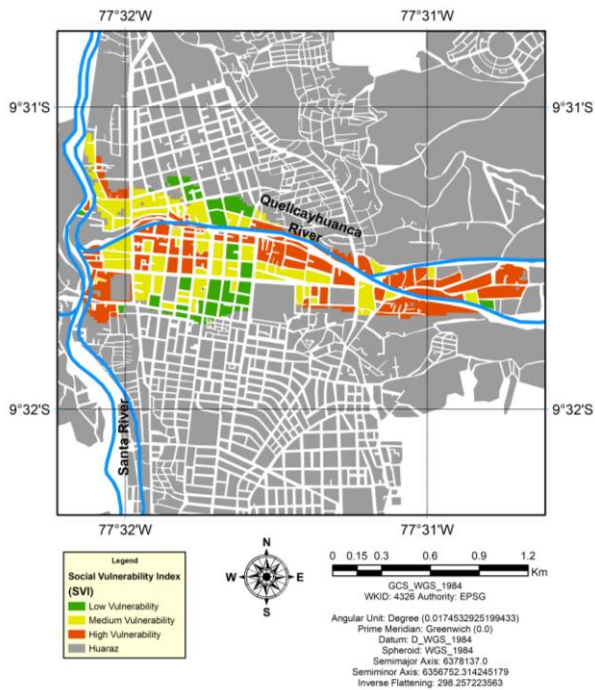 77°32'W 77°31'W
9°31'S 9°31'S
Quellcayhuanca
River
9°32'S 9°32'S
Santa River
77°32'W 77°31'W
Legend
Social Vulnerability Index
(SVI)
Low Vulnerability
Medium Vulnerability
High Vulnerability
Huaraz
N
W E
S
0 0.15 0.3 0.6 0.9 1.2
Km
GCS_WGS_1984
WKID: 4326 Authority: EPSG
Angular Unit: Degree (0.0174532925199433)
Prime Meridian: Greenwich (0.0)
Datum: D_WGS_1984
Spheroid: WGS_1984
Semimajor Axis: 6378137.0
Semiminor Axis: 6356752.314245179
Inverse Flattening: 298.257223563